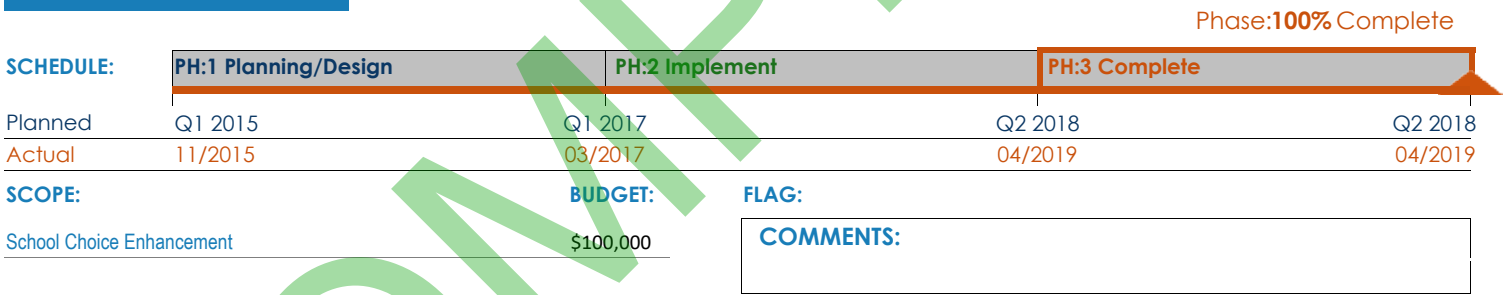 Phase:100% Complete
SCHEDULE: PH:1 Planning/Design PH:2 Implement PH:3 Complete
Planned Q1 2015 Q1 2017 Q2 2018 Q2 2018
Actual 11/2015 03/2017 04/2019 04/2019
SCOPE: BUDGET: FLAG:
School Choice Enhancement $100,000 COMMENTS: